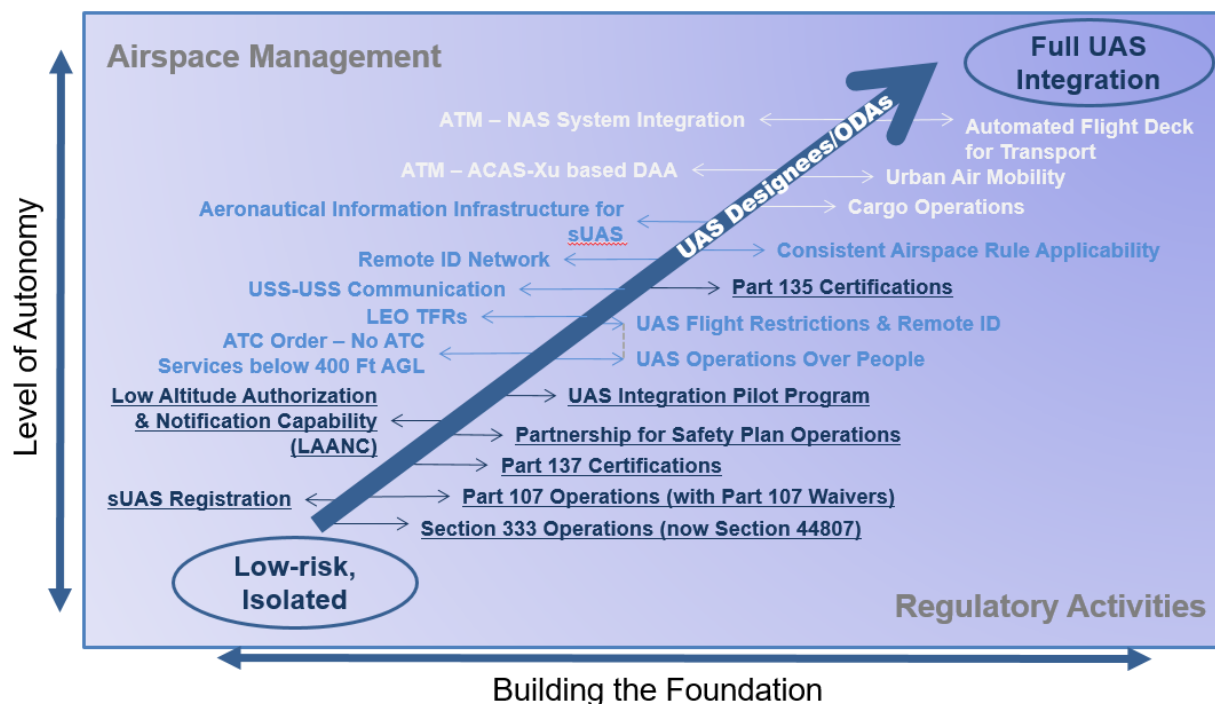 Airspace Management
Full UAS
Integration
ATM – NAS System Integration
Automated Flight Deck
for Transport
ATM – ACAS-Xu based DAA
Urban Air Mobility
UAS Designees/ODAs
Aeronautical Information Infrastructure for
sUAS
Cargo Operations
Remote ID Network
Consistent Airspace Rule Applicability
USS-USS Communication
Part 135 Certifications
LEO TFRs
UAS Flight Restrictions & Remote ID
ATC Order – No ATC
Services below 400 Ft AGL
UAS Operations Over People
Low Altitude Authorization
& Notification Capability
(LAANC)
UAS Integration Pilot Program
Partnership for Safety Plan Operations
Part 137 Certifications
sUAS Registration
Part 107 Operations (with Part 107 Waivers)
Section 333 Operations (now Section 44807)
Low-risk,
Isolated
Regulatory Activities
Level of Autonomy
Building the Foundation